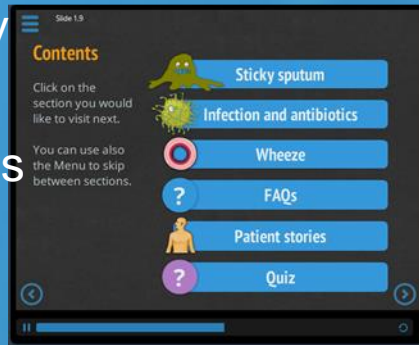 Slide 1.9
Contents
Click on the
section you would
like to visit next.
You can use also
the Menu to skip
between sections.
Sticky sputum
Infection and antibiotics
Wheeze
? FAQs
Patient stories
? Quiz
y
s